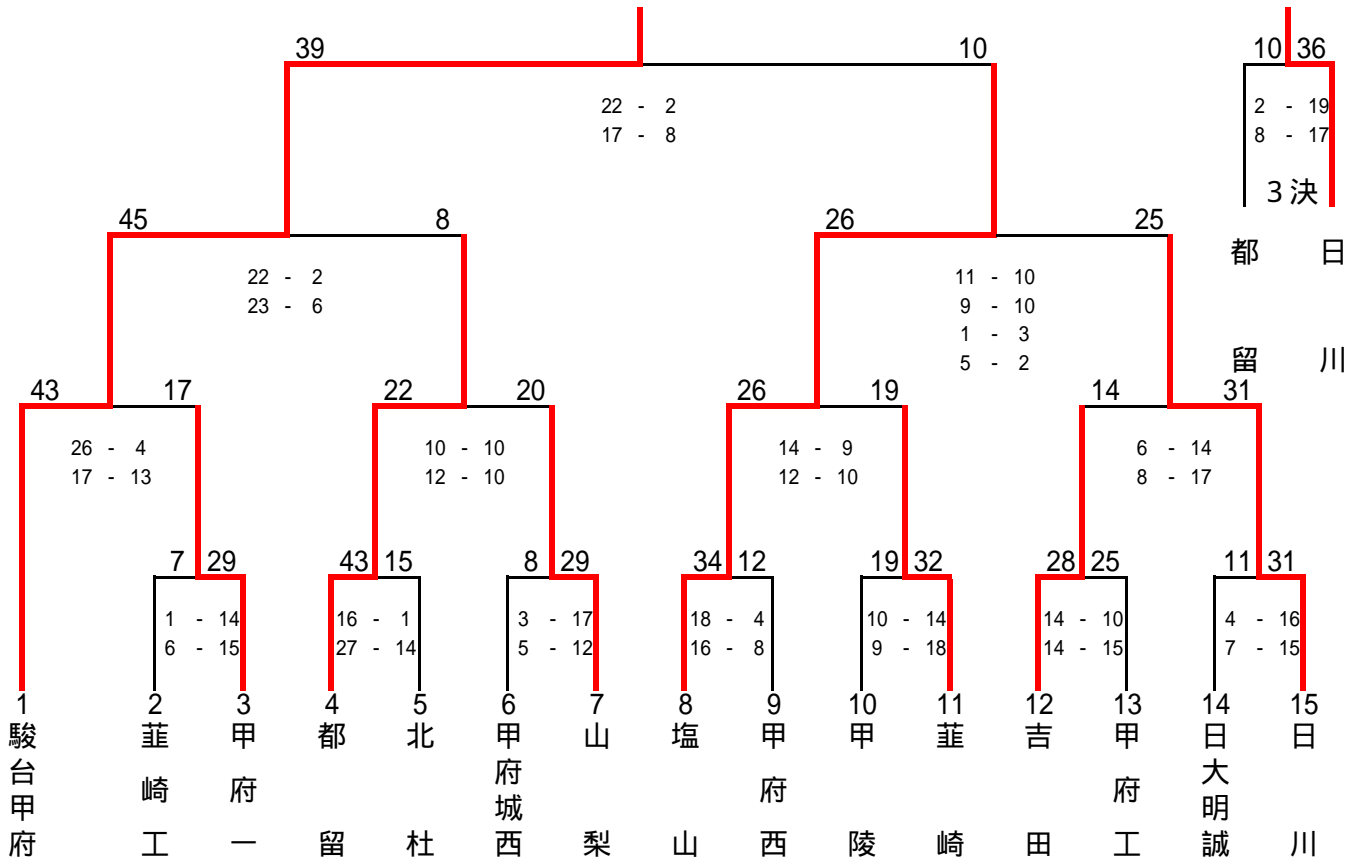 39 10 10 36
22 - 2 2 - 19
17 - 8 8 - 17
3決
45 8 26 25
都 日
22 - 2 11 - 10
23 - 6 9 - 10
1 - 3
5 - 2
留 川
43 17 22 20 26 19 14 31
26 - 4 10 - 10 14 - 9 6 - 14
17 - 13 12 - 10 12 - 10 8 - 17
7 29 43 15 8 29 34 12 19 32 28 25 11 31
1 - 14 16 - 1 3 - 17 18 - 4 10 - 14 14 - 10 4 - 16
6 - 15 27 - 14 5 - 12 16 - 8 9 - 18 14 - 15 7 - 15
1 2 3 4 5 6 7 8 9 10 11 12 13 14 15
駿台甲府
韮崎工
甲府一
都留
北杜
甲府城西
山梨
塩山
甲府西
甲陵
韮崎
吉田
甲府工
日大明誠
日川